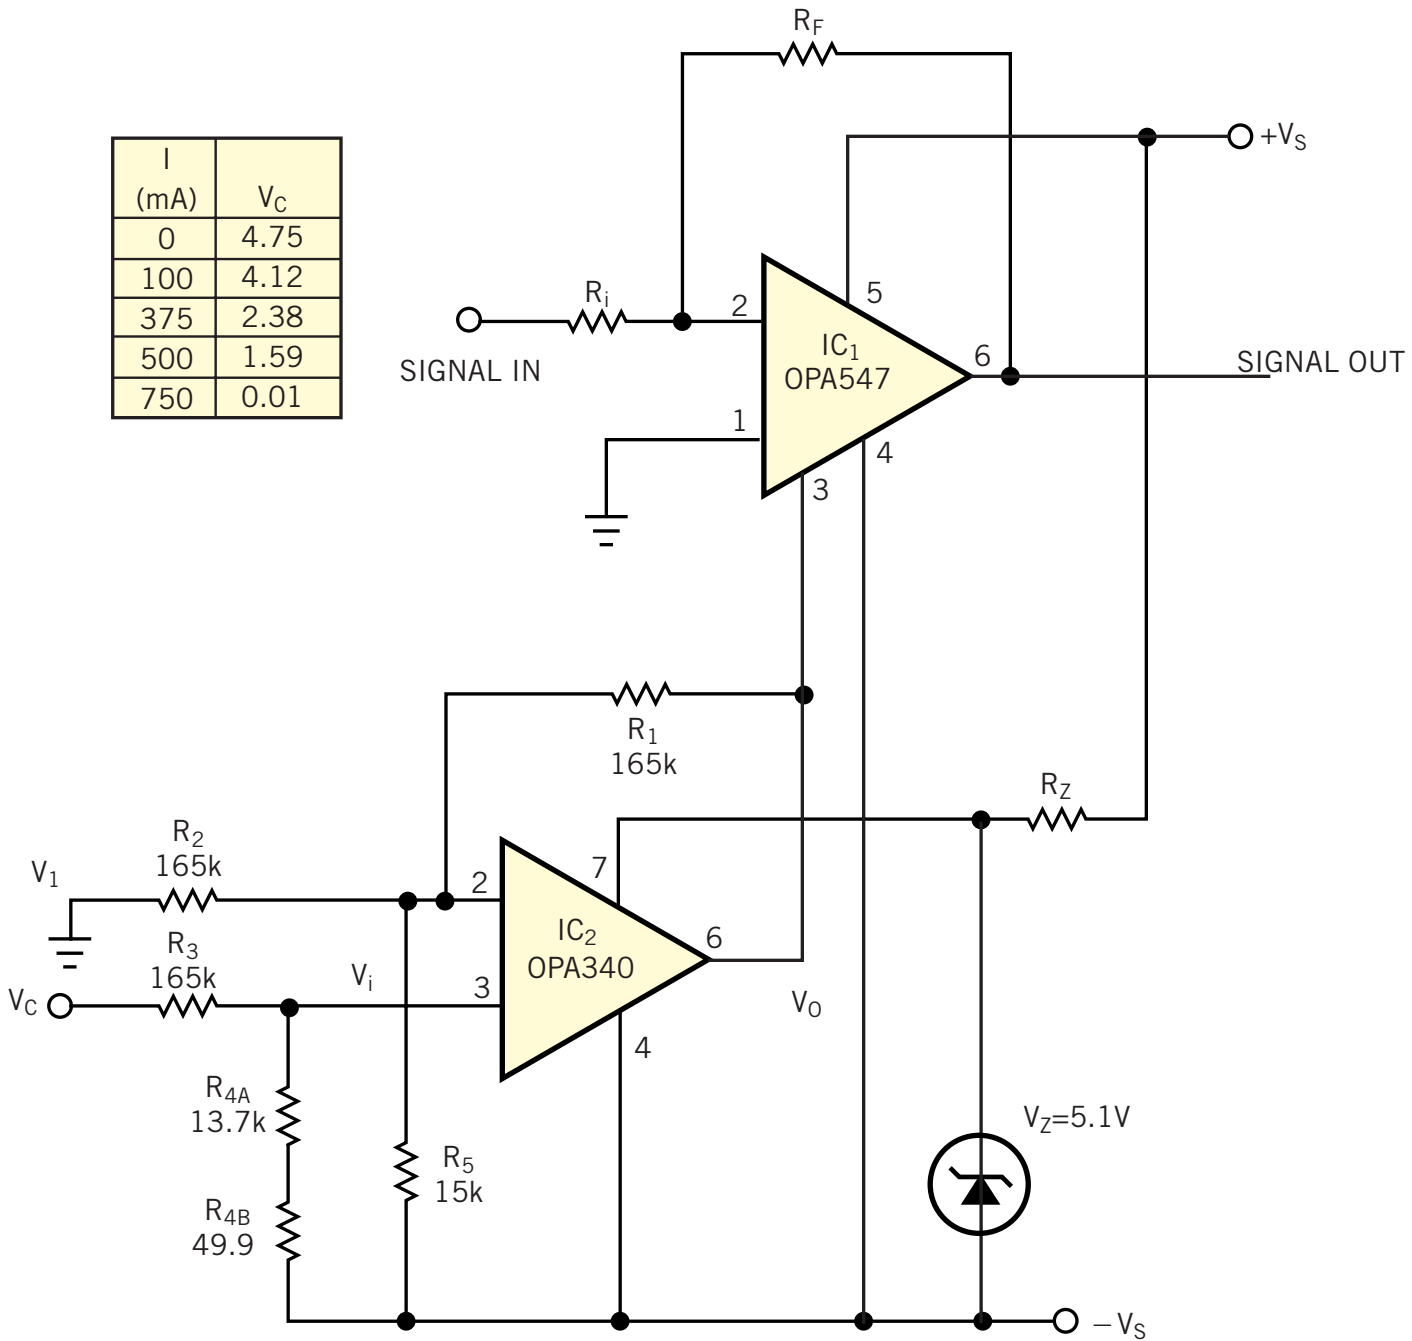 R_F
+V_S
I (mA) V_C
0 4.75
100 4.12
375 2.38
500 1.59
750 0.01
R_i
SIGNAL IN
2
1
5
IC_1
OPA547
6
SIGNAL OUT
4
3
R_1
165k
R_Z
V_1
R_2
165k
R_3
165k
V_C
V_i
2
3
7
IC_2
OPA340
6
4
V_O
R_4A
13.7k
R_4B
49.9
R_5
15k
V_Z=5.1V
–V_S